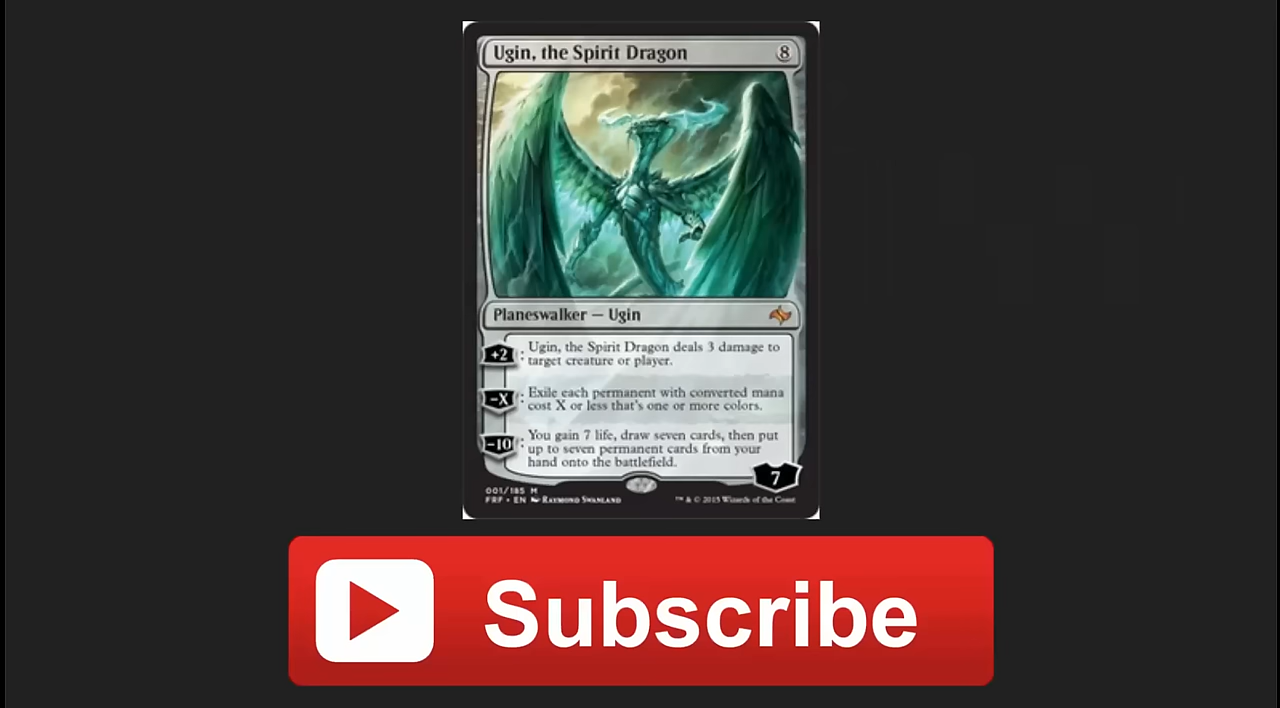 Ugin, the Spirit Dragon 8
Planeswalker — Ugin
+2: Ugin, the Spirit Dragon deals 3 damage to
target creature or player.
−X: Exile each permanent with converted mana
cost X or less that's one or more colors.
−10: You gain 7 life, draw seven cards, then put
up to seven permanent cards from your
hand onto the battlefield.
7
001/185 M
FRF • EN Raymond Swanland ™ & © 2015 Wizards of the Coast
Subscribe